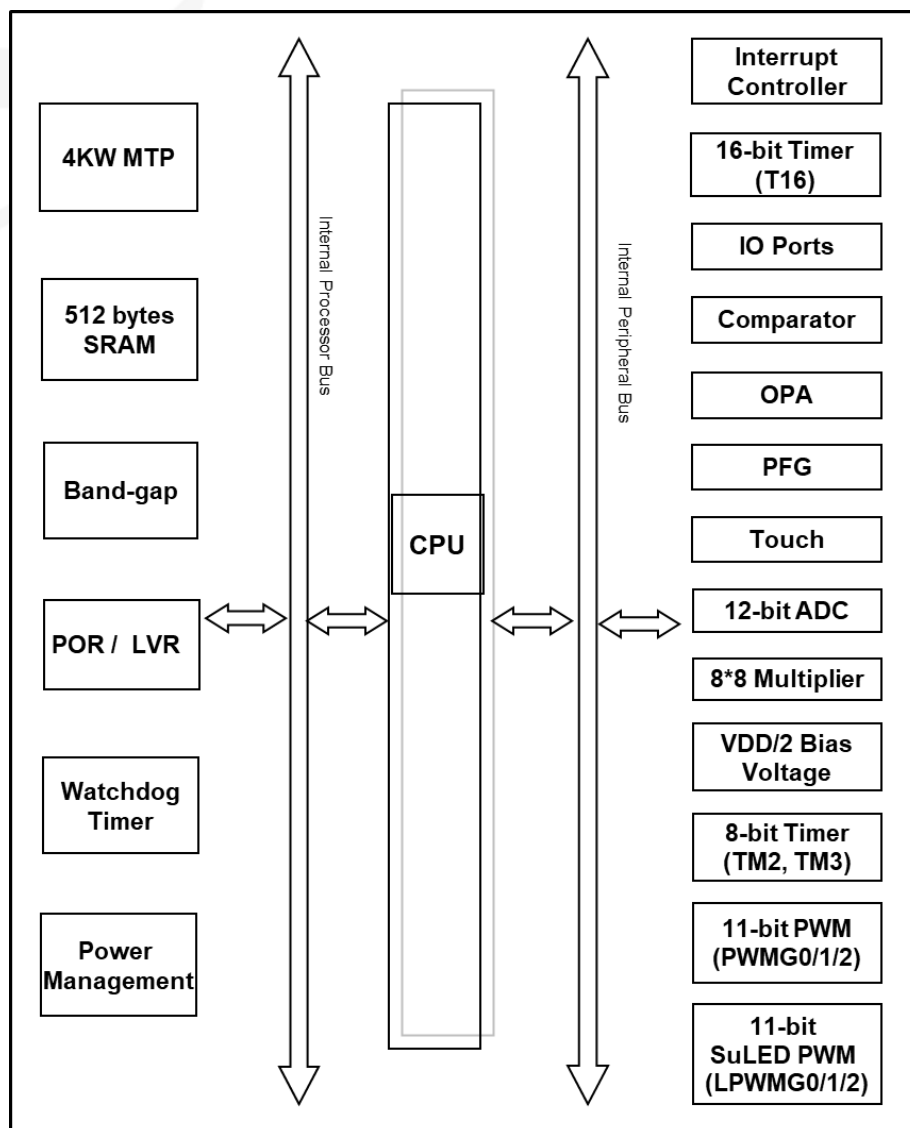 4KW MTP
512 bytes
SRAM
Band-gap
POR / LVR
Watchdog
Timer
Power
Management
Internal Processor Bus
CPU
Internal Peripheral Bus
Interrupt
Controller
16-bit Timer
(T16)
IO Ports
Comparator
OPA
PFG
Touch
12-bit ADC
8*8 Multiplier
VDD/2 Bias
Voltage
8-bit Timer
(TM2, TM3)
11-bit PWM
(PWMG0/1/2)
11-bit
SuLED PWM
(LPWMG0/1/2)